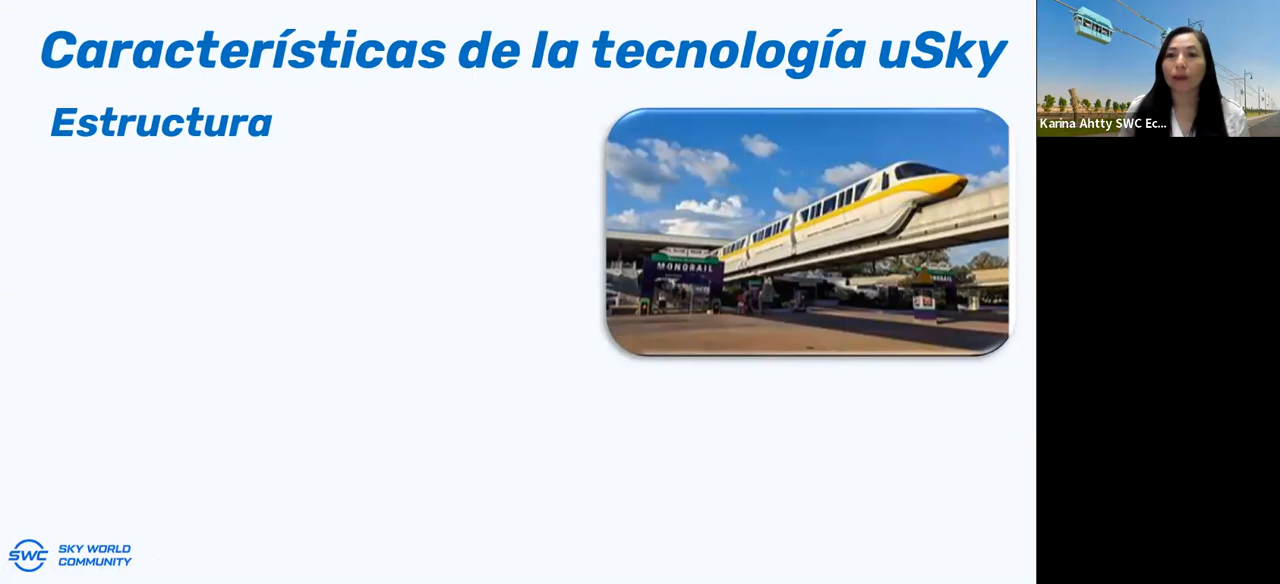 Características de la tecnología uSky
Estructura
MONORAIL
Karina Ahtty SWC Ec...
SWC
SKY WORLD
COMMUNITY